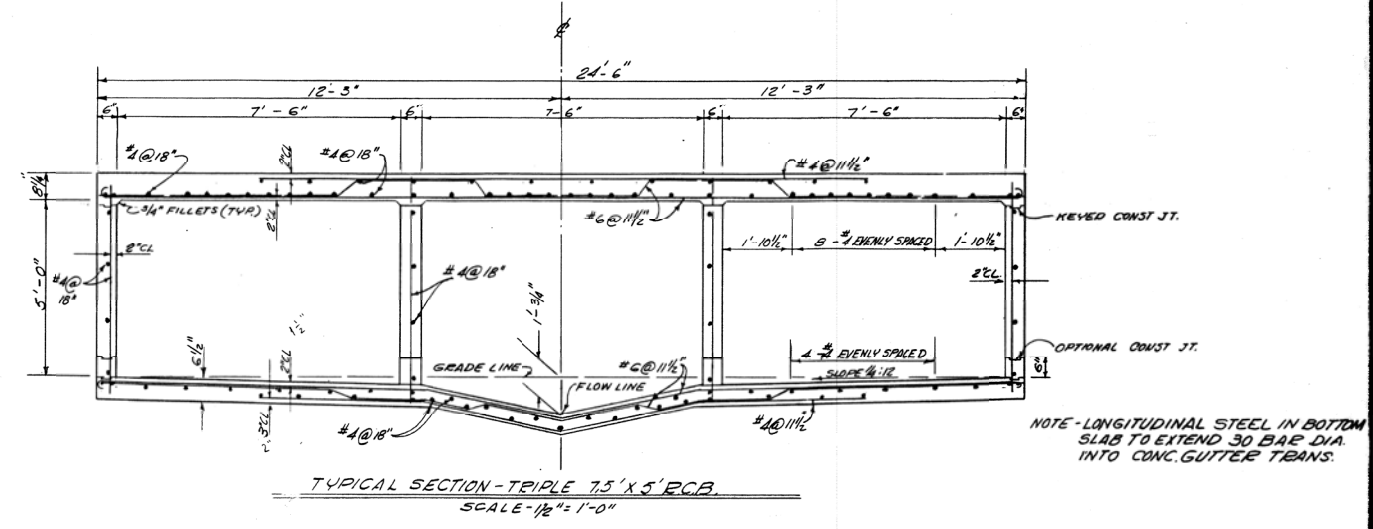 ℄
24'-6"
12'-3"
12'-3"
6"
7'-6"
6"
7-6"
6"
7'-6"
6"
#4@18"
#4@18"
2"CL
#4@11½"
8¼"
¾" FILLETS (TYP.)
2"CL
#6@11½"
KEYED CONST JT.
2"CL
1'-10½"
8-#4 EVENLY SPACED
1'-10½"
#4@
18"
5'-0"
#4@18"
2"CL.
1'-¾"
1½"
6½"
2"CL
4-#4 EVENLY SPACED
OPTIONAL CONST JT.
GRADE LINE
#6@11½"
SLOPE ¼:12
6"
FLOW LINE
3"CL
#4@18"
#4@11½
NOTE-LONGITUDINAL STEEL IN BOTTOM
SLAB TO EXTEND 30 BAR DIA.
INTO CONC. GUTTER TRANS.
TYPICAL SECTION-TRIPLE 7.5'X 5' R.C.B.
SCALE-1/2"=1'-0"